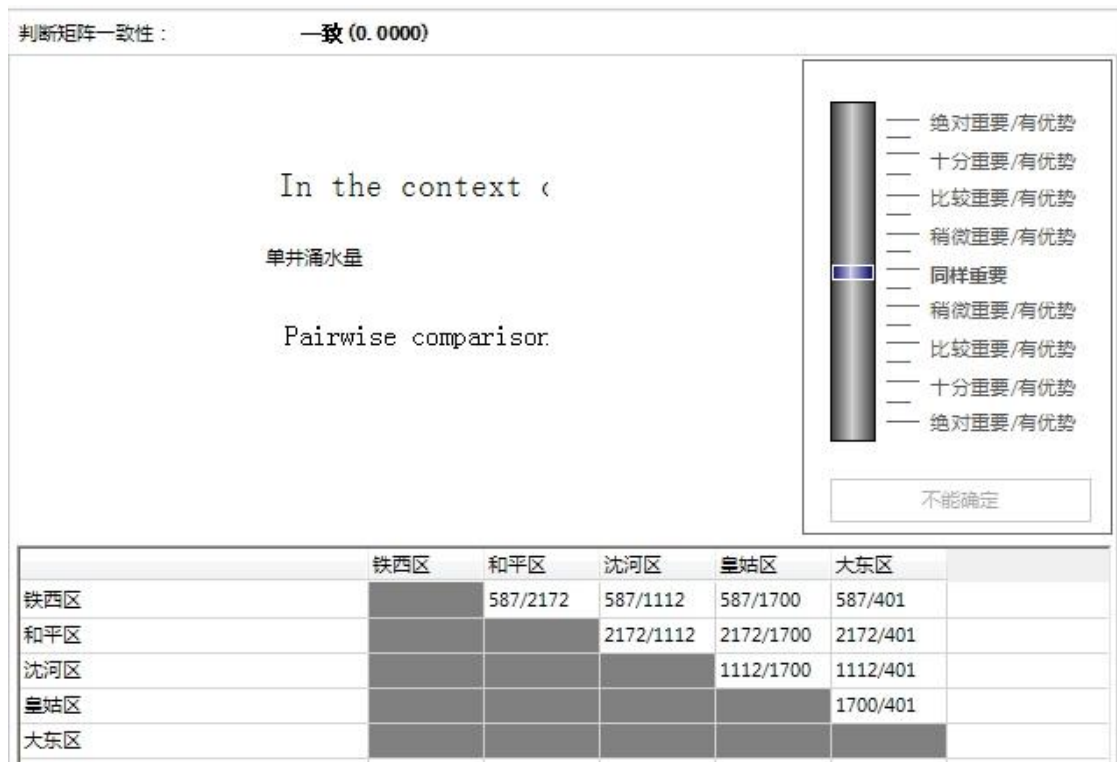 判断矩阵一致性： 一致(0.0000)
In the context
单井涌水量
Pairwise comparison
绝对重要/有优势
十分重要/有优势
比较重要/有优势
稍微重要/有优势
同样重要
稍微重要/有优势
比较重要/有优势
十分重要/有优势
绝对重要/有优势
不能确定
铁西区 和平区 沈河区 皇姑区 大东区
铁西区 587/2172 587/1112 587/1700 587/401
和平区 2172/1112 2172/1700 2172/401
沈河区 1112/1700 1112/401
皇姑区 1700/401
大东区